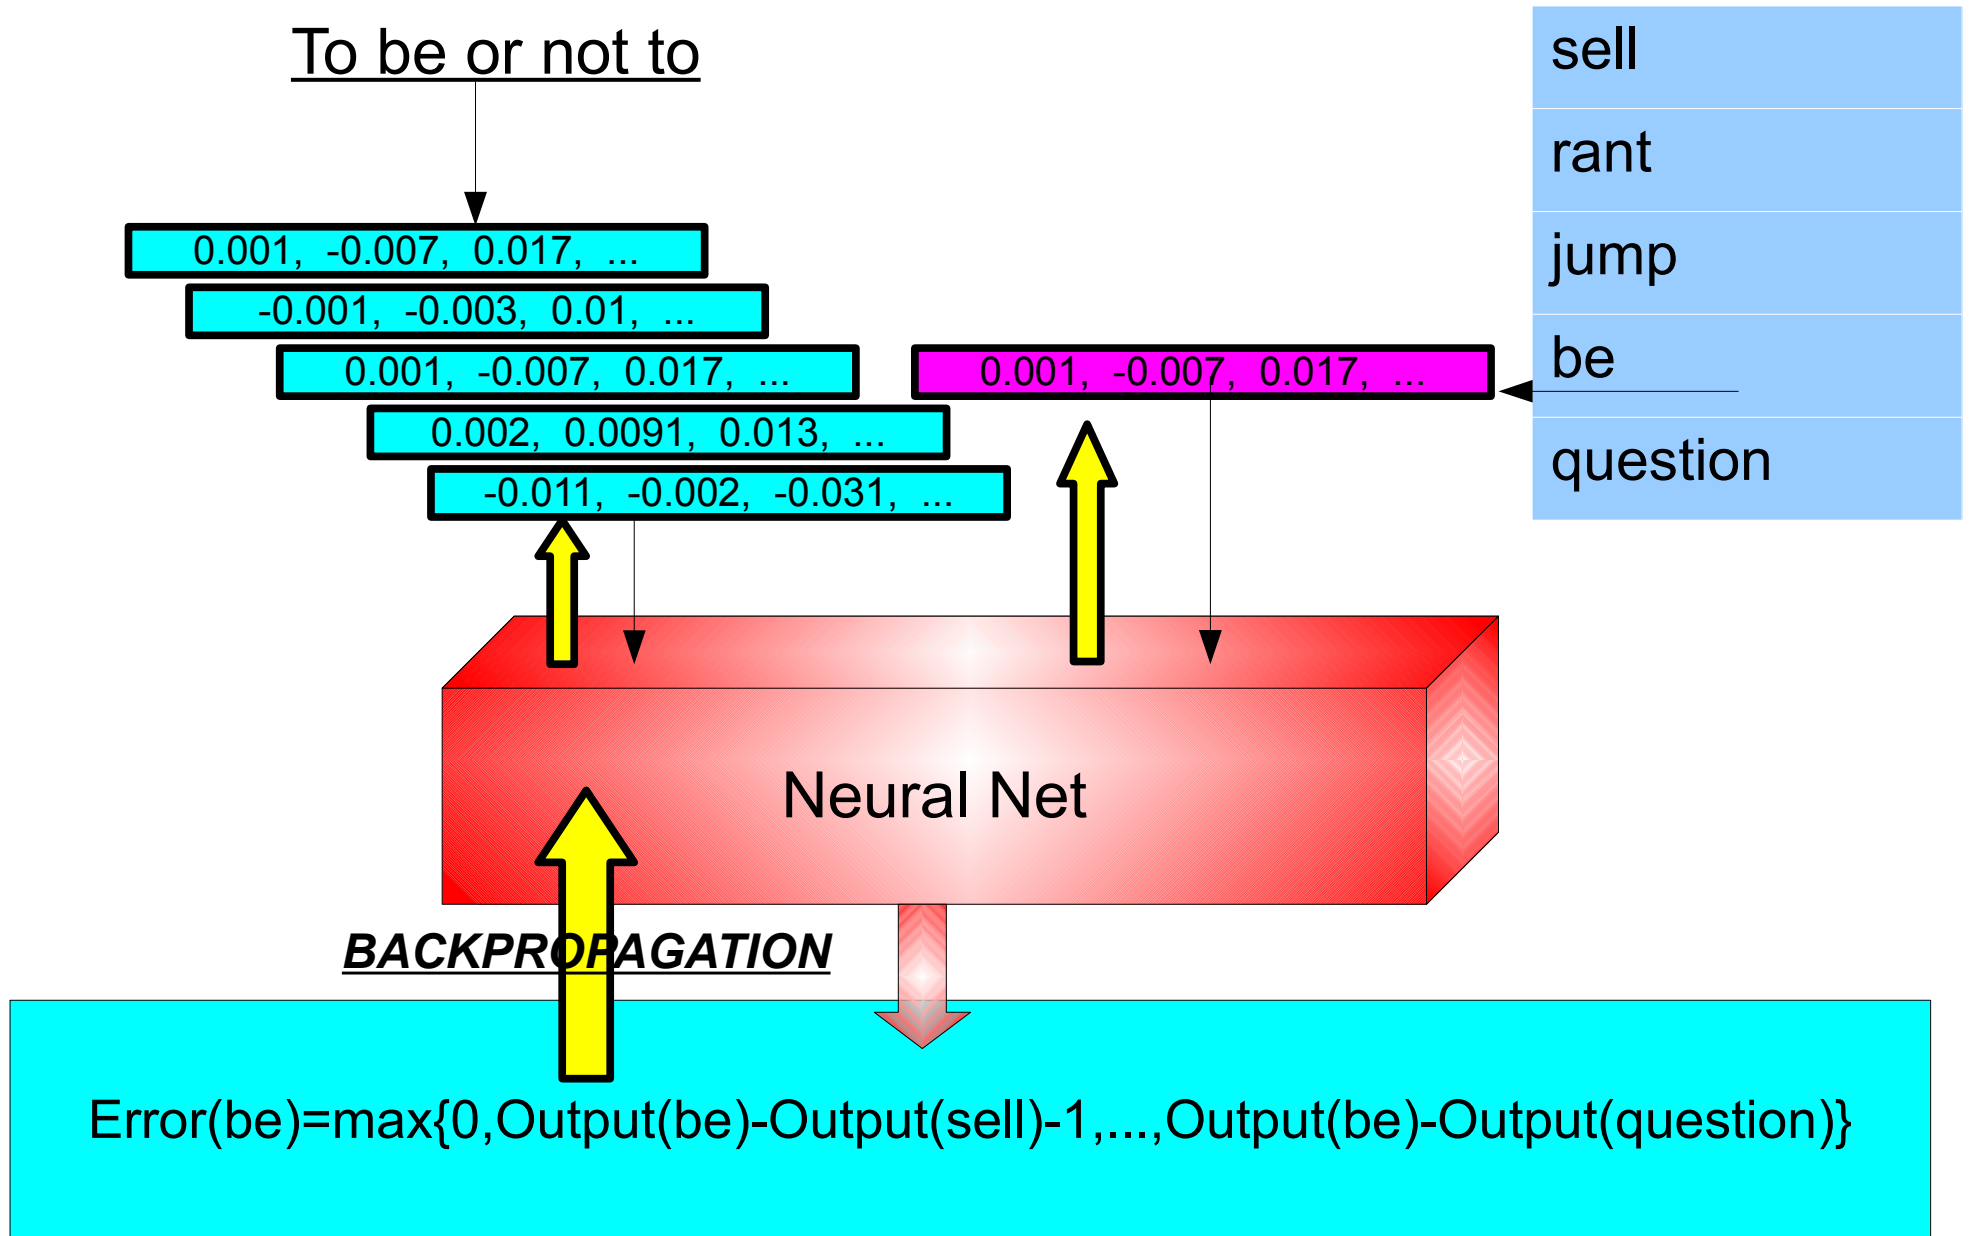 To be or not to
sell
rant
jump
be
question
0.001, -0.007, 0.017, ...
-0.001, -0.003, 0.01, ...
0.001, -0.007, 0.017, ...
0.001, -0.007, 0.017, ...
0.002, 0.0091, 0.013, ...
-0.011, -0.002, -0.031, ...
Neural Net
BACKPROPAGATION
Error(be)=max{0,Output(be)-Output(sell)-1,...,Output(be)-Output(question)}